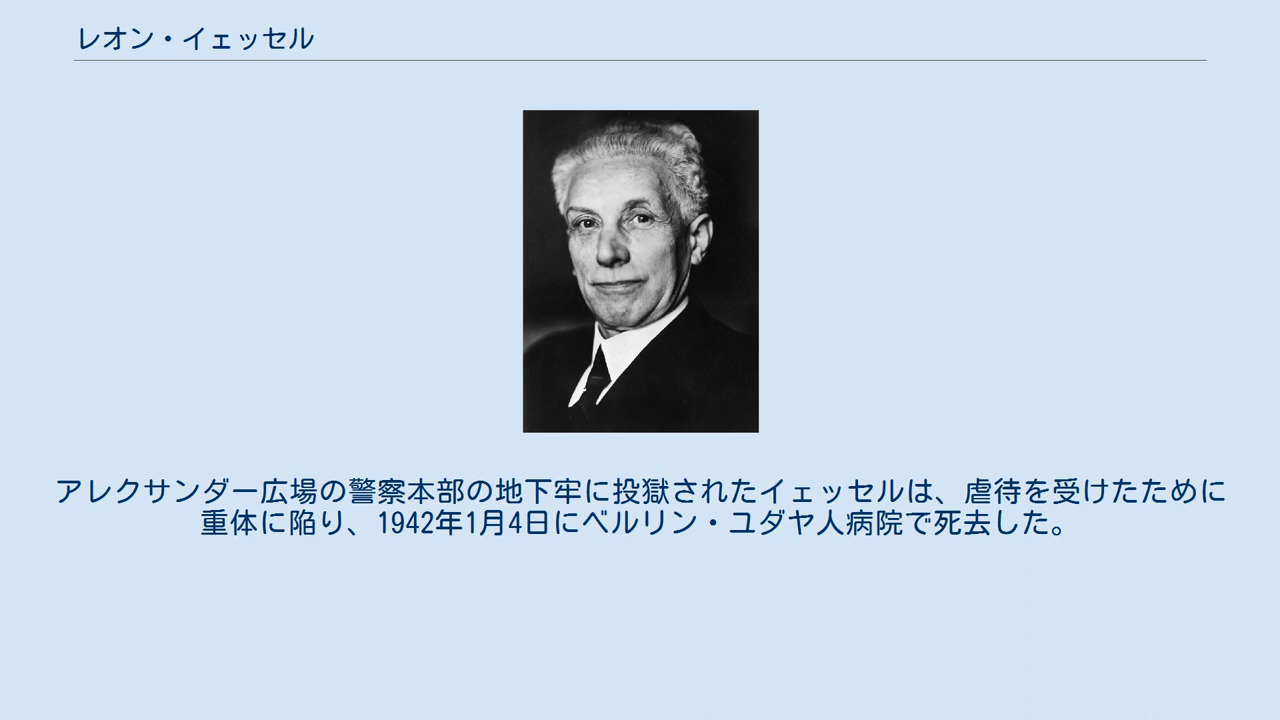 レオン・イェッセル
アレクサンダー広場の警察本部の地下牢に投獄されたイェッセルは、虐待を受けたために
重体に陥り、1942年1月4日にベルリン・ユダヤ人病院で死去した。